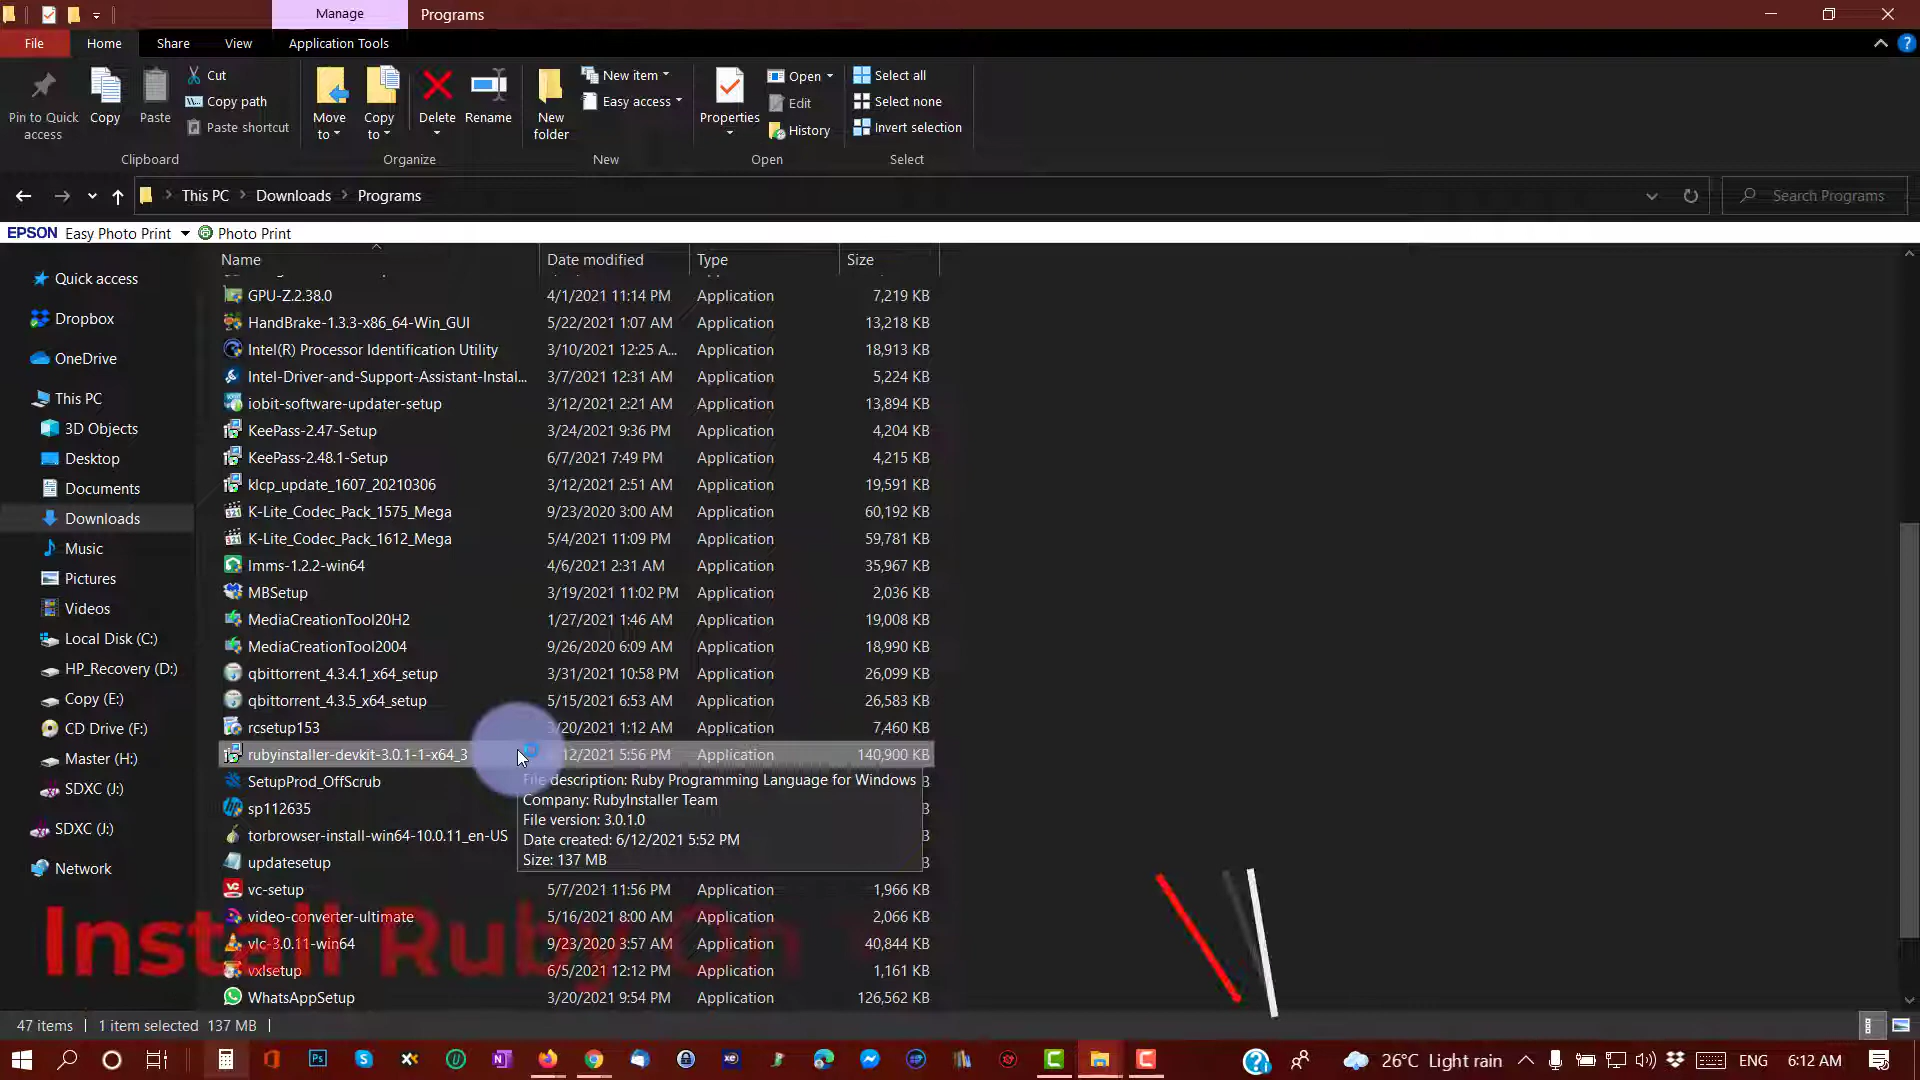 Manage
Programs
File
Home
Share
View
Application Tools
Pin to Quick access
Copy
Paste
Cut
Copy path
Paste shortcut
Clipboard
Move to
Copy to
Delete
Rename
Organize
New folder
New item
Easy access
New
Properties
Open
Edit
History
Open
Select all
Select none
Invert selection
Select
This PC > Downloads > Programs
Search Programs
EPSON Easy Photo Print Photo Print
Name Date modified Type Size
Quick access
Dropbox
OneDrive
This PC
3D Objects
Desktop
Documents
Downloads
Music
Pictures
Videos
Local Disk (C:)
HP_Recovery (D:)
Copy (E:)
CD Drive (F:)
Master (H:)
SDXC (J:)
SDXC (J:)
Network
GPU-Z.2.38.0 4/1/2021 11:14 PM Application 7,219 KB
HandBrake-1.3.3-x86_64-Win_GUI 5/22/2021 1:07 AM Application 13,218 KB
Intel(R) Processor Identification Utility 3/10/2021 12:25 A... Application 18,913 KB
Intel-Driver-and-Support-Assistant-Instal... 3/7/2021 12:31 AM Application 5,224 KB
iobit-software-updater-setup 3/12/2021 2:21 AM Application 13,894 KB
KeePass-2.47-Setup 3/24/2021 9:36 PM Application 4,204 KB
KeePass-2.48.1-Setup 6/7/2021 7:49 PM Application 4,215 KB
klcp_update_1607_20210306 3/12/2021 2:51 AM Application 19,591 KB
K-Lite_Codec_Pack_1575_Mega 9/23/2020 3:00 AM Application 60,192 KB
K-Lite_Codec_Pack_1612_Mega 5/4/2021 11:09 PM Application 59,781 KB
lmms-1.2.2-win64 4/6/2021 2:31 AM Application 35,967 KB
MBSetup 3/19/2021 11:02 PM Application 2,036 KB
MediaCreationTool20H2 1/27/2021 1:46 AM Application 19,008 KB
MediaCreationTool2004 9/26/2020 6:09 AM Application 18,990 KB
qbittorrent_4.3.4.1_x64_setup 3/31/2021 10:58 PM Application 26,099 KB
qbittorrent_4.3.5_x64_setup 5/15/2021 6:53 AM Application 26,583 KB
rcsetup153 3/20/2021 1:12 AM Application 7,460 KB
rubyinstaller-devkit-3.0.1-1-x64_3 12/2021 5:56 PM Application 140,900 KB
SetupProd_OffScrub
sp112635
torbrowser-install-win64-10.0.11_en-US
updatesetup
File description: Ruby Programming Language for Windows
Company: RubyInstaller Team
File version: 3.0.1.0
Date created: 6/12/2021 5:52 PM
Size: 137 MB
vc-setup 5/7/2021 11:56 PM Application 1,966 KB
video-converter-ultimate 5/16/2021 8:00 AM Application 2,066 KB
vlc-3.0.11-win64 9/23/2020 3:57 AM Application 40,844 KB
vxlsetup 6/5/2021 12:12 PM Application 1,161 KB
WhatsAppSetup 3/20/2021 9:54 PM Application 126,562 KB
Install Ruby On
47 items 1 item selected 137 MB
26°C Light rain ENG 6:12 AM